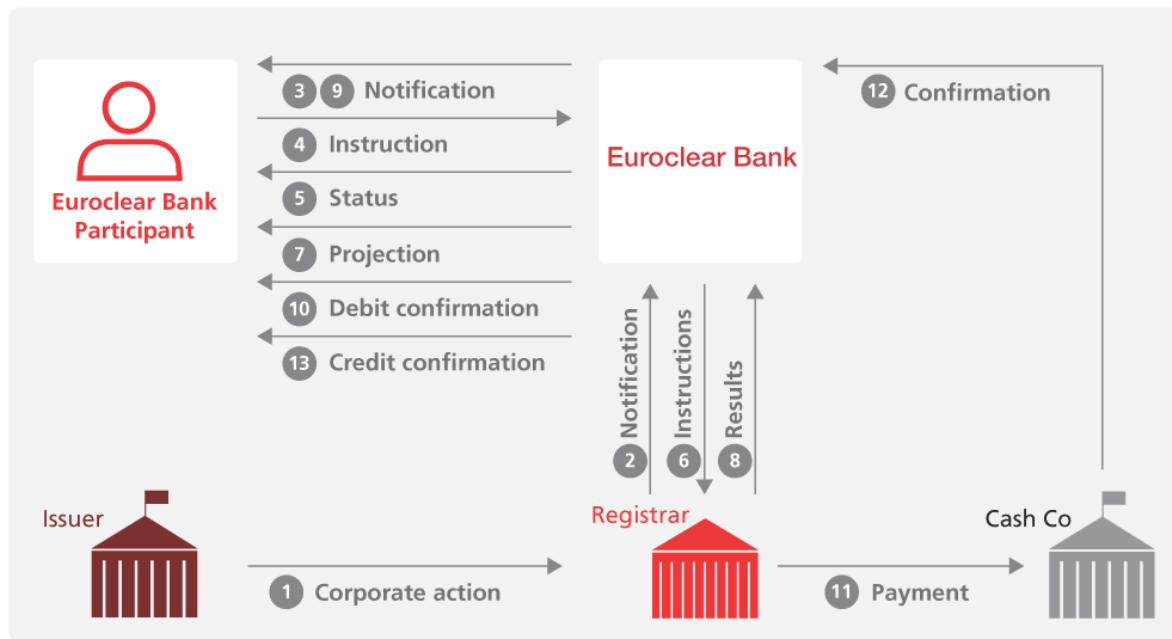 3 9 Notification
12 Confirmation
4 Instruction
Euroclear Bank
Euroclear Bank
Participant
5 Status
7 Projection
10 Debit confirmation
13 Credit confirmation
2 Notification
6 Instructions
8 Results
Issuer
Registrar
Cash Co
1 Corporate action
11 Payment